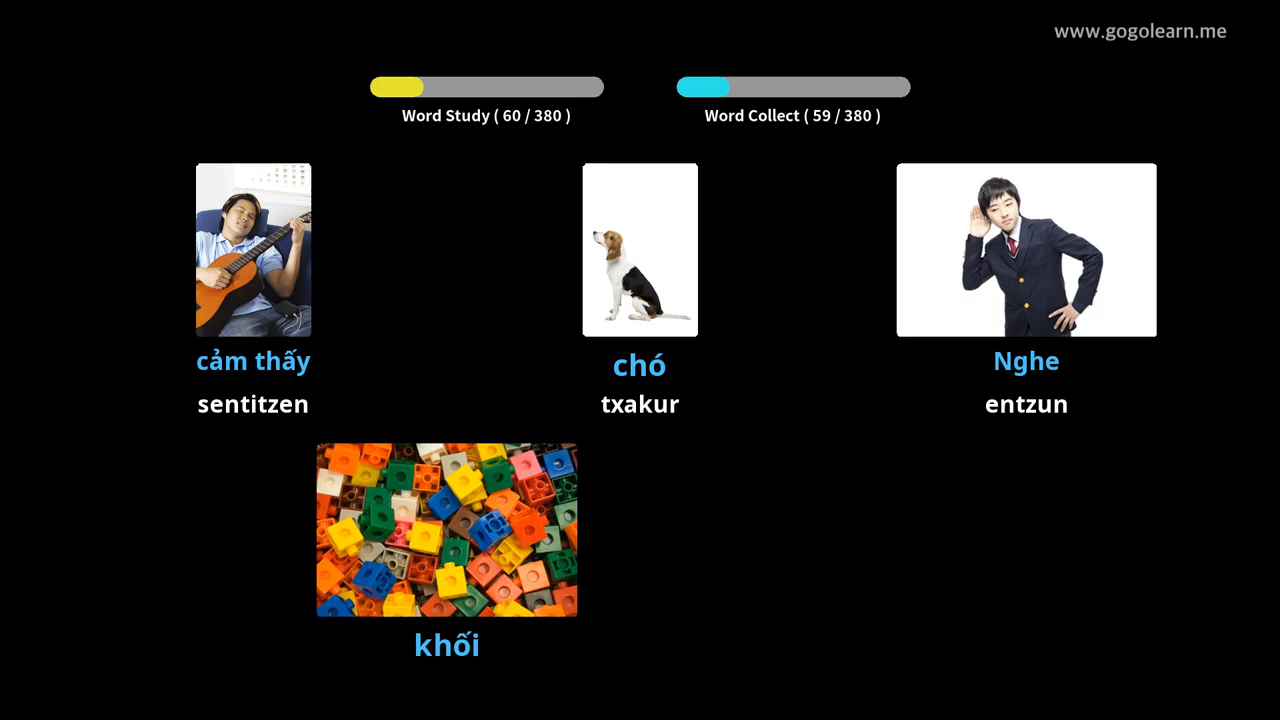 www.gogolearn.me
Word Study ( 60 / 380 )
Word Collect ( 59 / 380 )
cảm thấy
chó
Nghe
sentitzen
txakur
entzun
khối